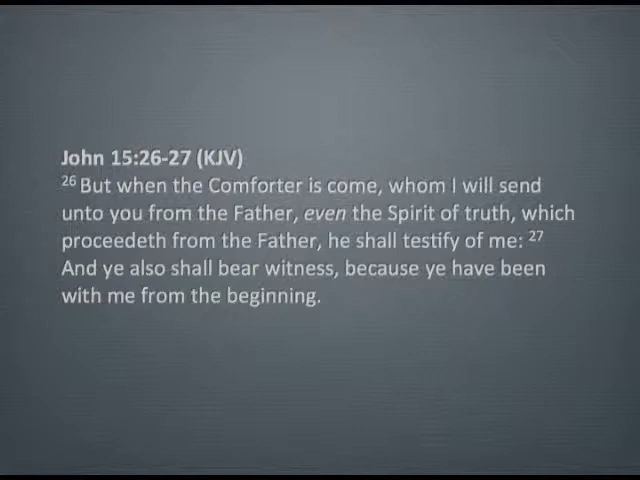 John 15:26-27 (KJV)
26 But when the Comforter is come, whom I will send
unto you from the Father, even the Spirit of truth, which
proceedeth from the Father, he shall testify of me: 27
And ye also shall bear witness, because ye have been
with me from the beginning.